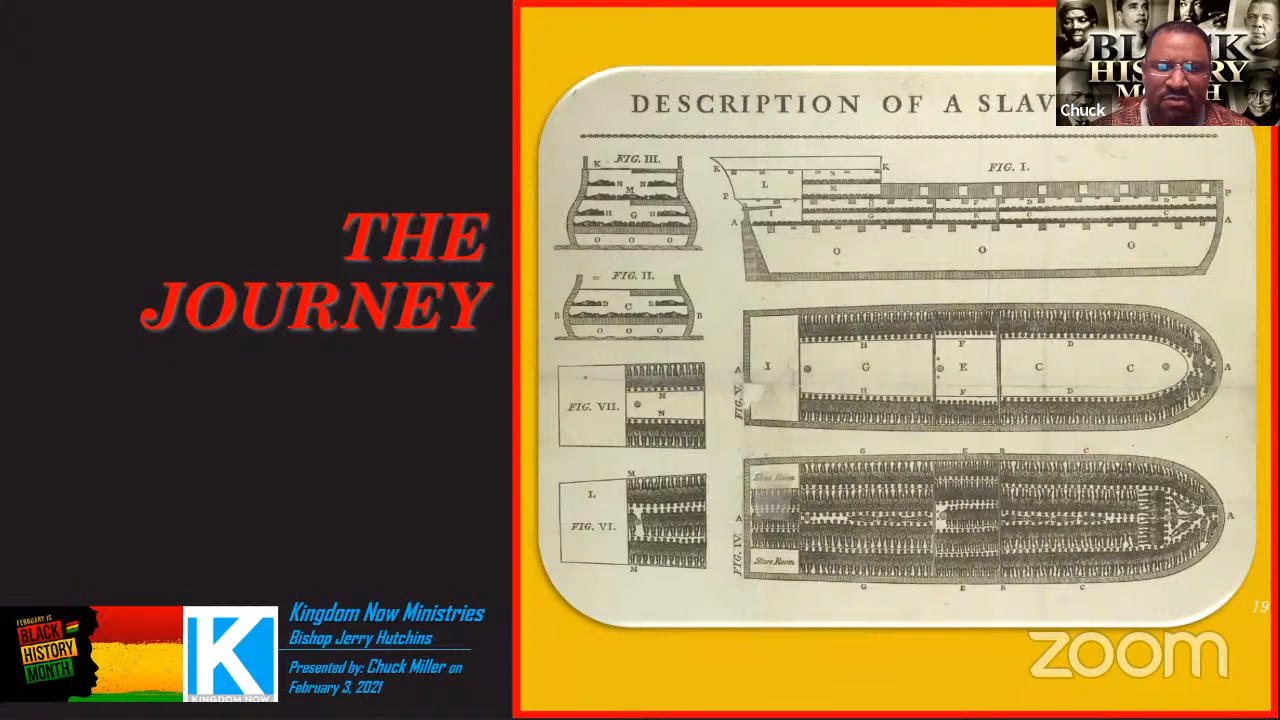 THE
JOURNEY
FEBRUARY IS
BLACK
HISTORY
MONTH
K
KINGDOM NOW
Kingdom Now Ministries
Bishop Jerry Hutchins
Presented by: Chuck Miller on
February 3, 2021
DESCRIPTION OF A SLAV
FIG. III.
K
N N
M
H H
G
O O O
FIG. II.
D D
C
B B
O O O
FIG. VII.
N
N
M
L
FIG. VI.
M
FIG. I.
K K
L N
M
P P
H F D D
I G E C C
A A
O O O
H F D
A I G E C C A
H F D
FIG. V.
G E B C
Store Room
A A
FIG. IV.
Store Room
G E B C
BLACK
HISTORY
Chuck
19
zoom